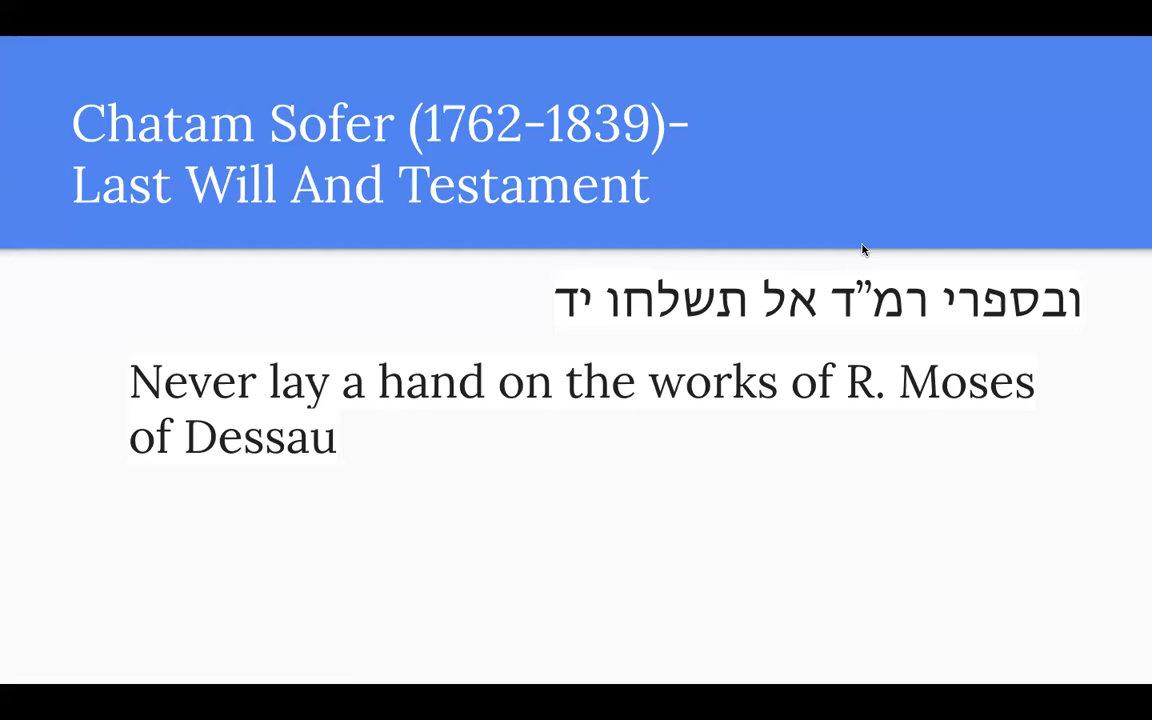 Chatam Sofer (1762-1839)-
Last Will And Testament
ובספרי רמ”ד אל תשלחו יד
Never lay a hand on the works of R. Moses
of Dessau